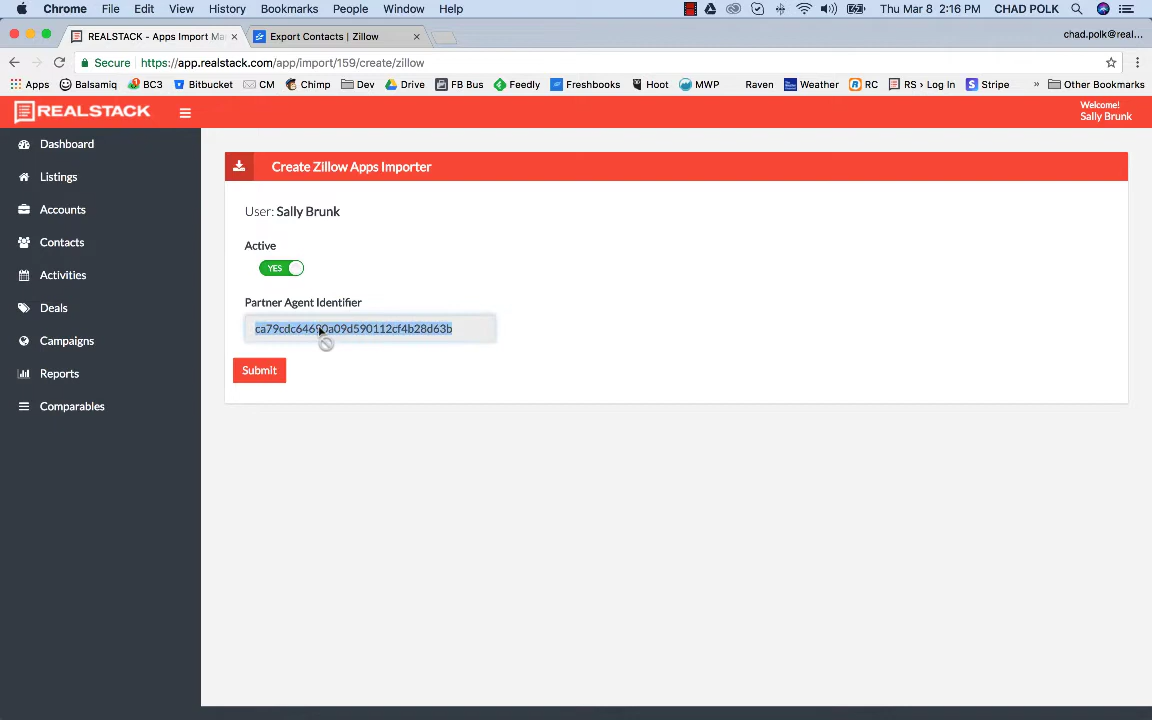 Chrome File Edit View History Bookmarks People Window Help Thu Mar 8 2:16 PM CHAD POLK
REALSTACK - Apps Import Ma Export Contacts | Zillow chad.polk@real...
Secure https://app.realstack.com/app/import/159/create/zillow
Apps Balsamiq BC3 Bitbucket CM Chimp Dev Drive FB Bus Feedly Freshbooks Hoot MWP Raven Weather RC RS › Log In Stripe » Other Bookmarks
REALSTACK
Welcome!
Sally Brunk
Dashboard
Listings
Accounts
Contacts
Activities
Deals
Campaigns
Reports
Comparables
Create Zillow Apps Importer
User: Sally Brunk
Active
YES
Partner Agent Identifier
Submit